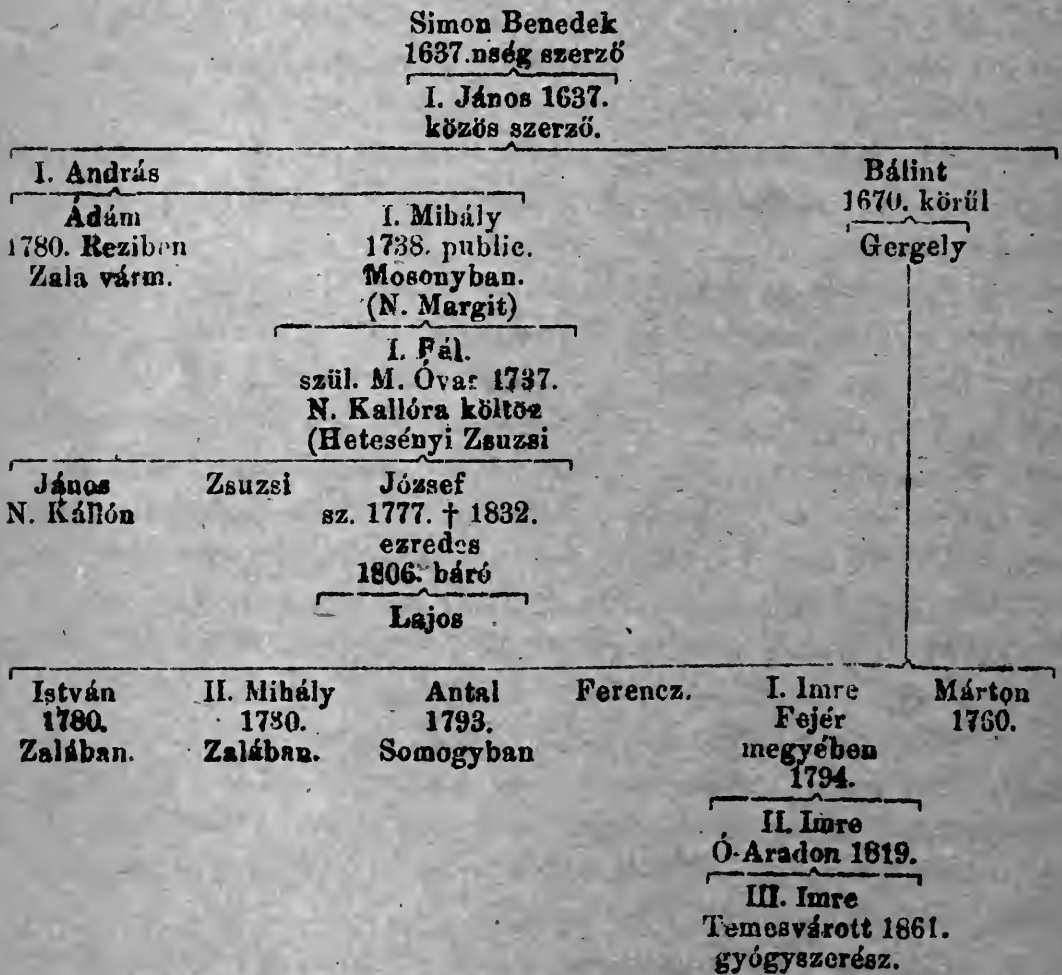 Simon Benedek
1637.nség szerző
I. János 1637.
közös szerző.
I. András
Ádám
1780. Reziben
Zala várm.
I. Mihály
1738. public.
Mosonyban.
(N. Margit)
I. Pál.
szül. M. Óvar 1737.
N. Kallóra költöz
(Hetesényi Zsuzsi
János
N. Kállón
Zsuzsi
József
sz. 1777. † 1832.
ezredes
1806. báró
Lajos
Bálint
1670. körűl
Gergely
István
1780.
Zalában.
II. Mihály
1780.
Zalában.
Antal
1793.
Somogyban
Ferencz.
I. Imre
Fejér
megyében
1794.
II. Imre
Ó-Aradon 1819.
III. Imre
Temesvárott 1861.
gyógyszerész.
Márton
1760.